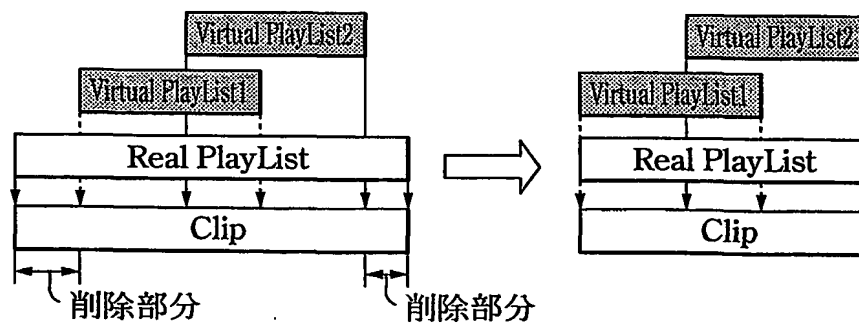 Virtual PlayList2
Virtual PlayList1
Real PlayList
Clip
削除部分
削除部分
Virtual PlayList2
Virtual PlayList1
Real PlayList
Clip